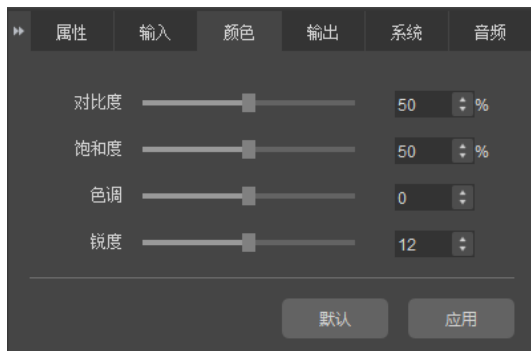 属性 输入 颜色 输出 系统 音频
对比度 50 %
饱和度 50 %
色调 0
锐度 12
默认 应用